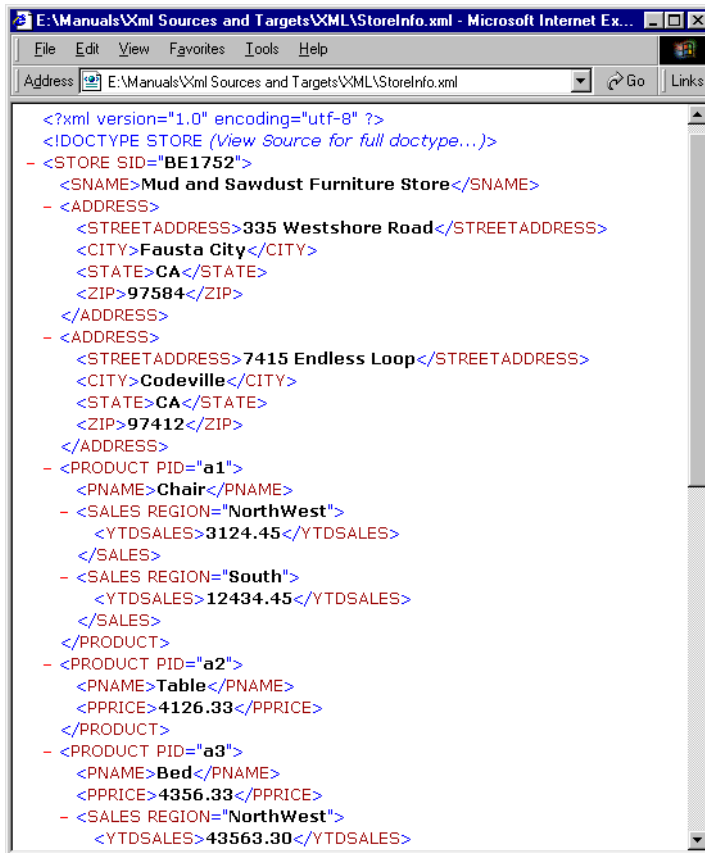 E:\Manuals\Xml Sources and Targets\XML\StoreInfo.xml - Microsoft Internet Ex...
File Edit View Favorites Tools Help
Address E:\Manuals\Xml Sources and Targets\XML\StoreInfo.xml Go Links
<?xml version="1.0" encoding="utf-8" ?>
<!DOCTYPE STORE (View Source for full doctype...)>
- <STORE SID="BE1752">
<SNAME>Mud and Sawdust Furniture Store</SNAME>
- <ADDRESS>
<STREETADDRESS>335 Westshore Road</STREETADDRESS>
<CITY>Fausta City</CITY>
<STATE>CA</STATE>
<ZIP>97584</ZIP>
</ADDRESS>
- <ADDRESS>
<STREETADDRESS>7415 Endless Loop</STREETADDRESS>
<CITY>Codeville</CITY>
<STATE>CA</STATE>
<ZIP>97412</ZIP>
</ADDRESS>
- <PRODUCT PID="a1">
<PNAME>Chair</PNAME>
- <SALES REGION="NorthWest">
<YTDSALES>3124.45</YTDSALES>
</SALES>
- <SALES REGION="South">
<YTDSALES>12434.45</YTDSALES>
</SALES>
</PRODUCT>
- <PRODUCT PID="a2">
<PNAME>Table</PNAME>
<PPRICE>4126.33</PPRICE>
</PRODUCT>
- <PRODUCT PID="a3">
<PNAME>Bed</PNAME>
<PPRICE>4356.33</PPRICE>
- <SALES REGION="NorthWest">
<YTDSALES>43563.30</YTDSALES>